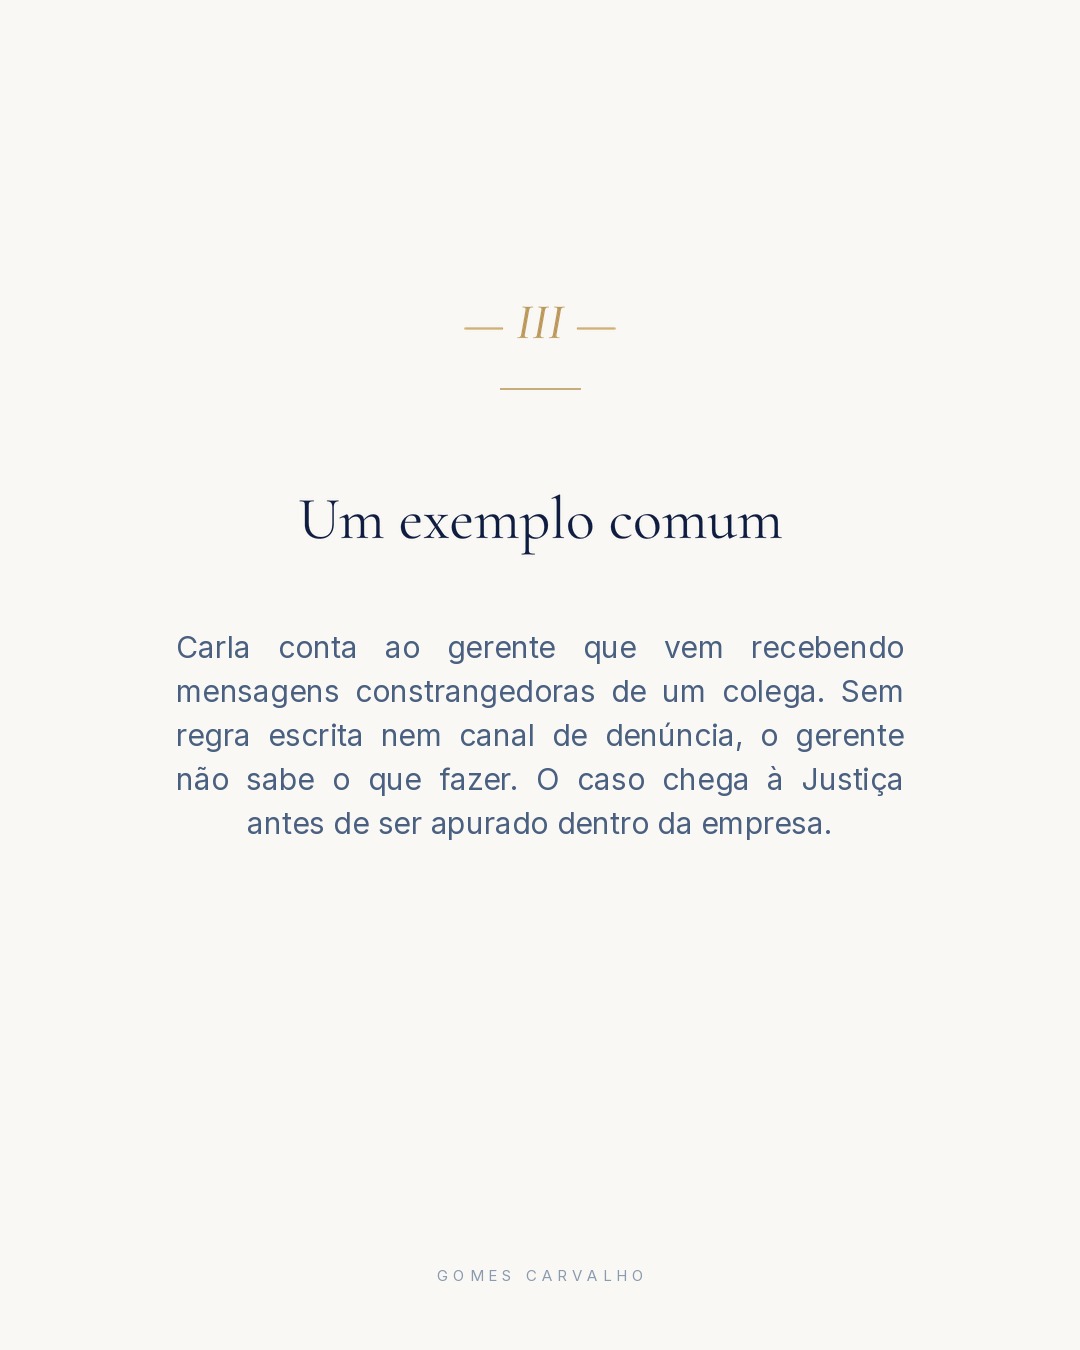 — III —
Um exemplo comum
Carla conta ao gerente que vem recebendo
mensagens constrangedoras de um colega. Sem
regra escrita nem canal de denúncia, o gerente
não sabe o que fazer. O caso chega à Justiça
antes de ser apurado dentro da empresa.
GOMES CARVALHO